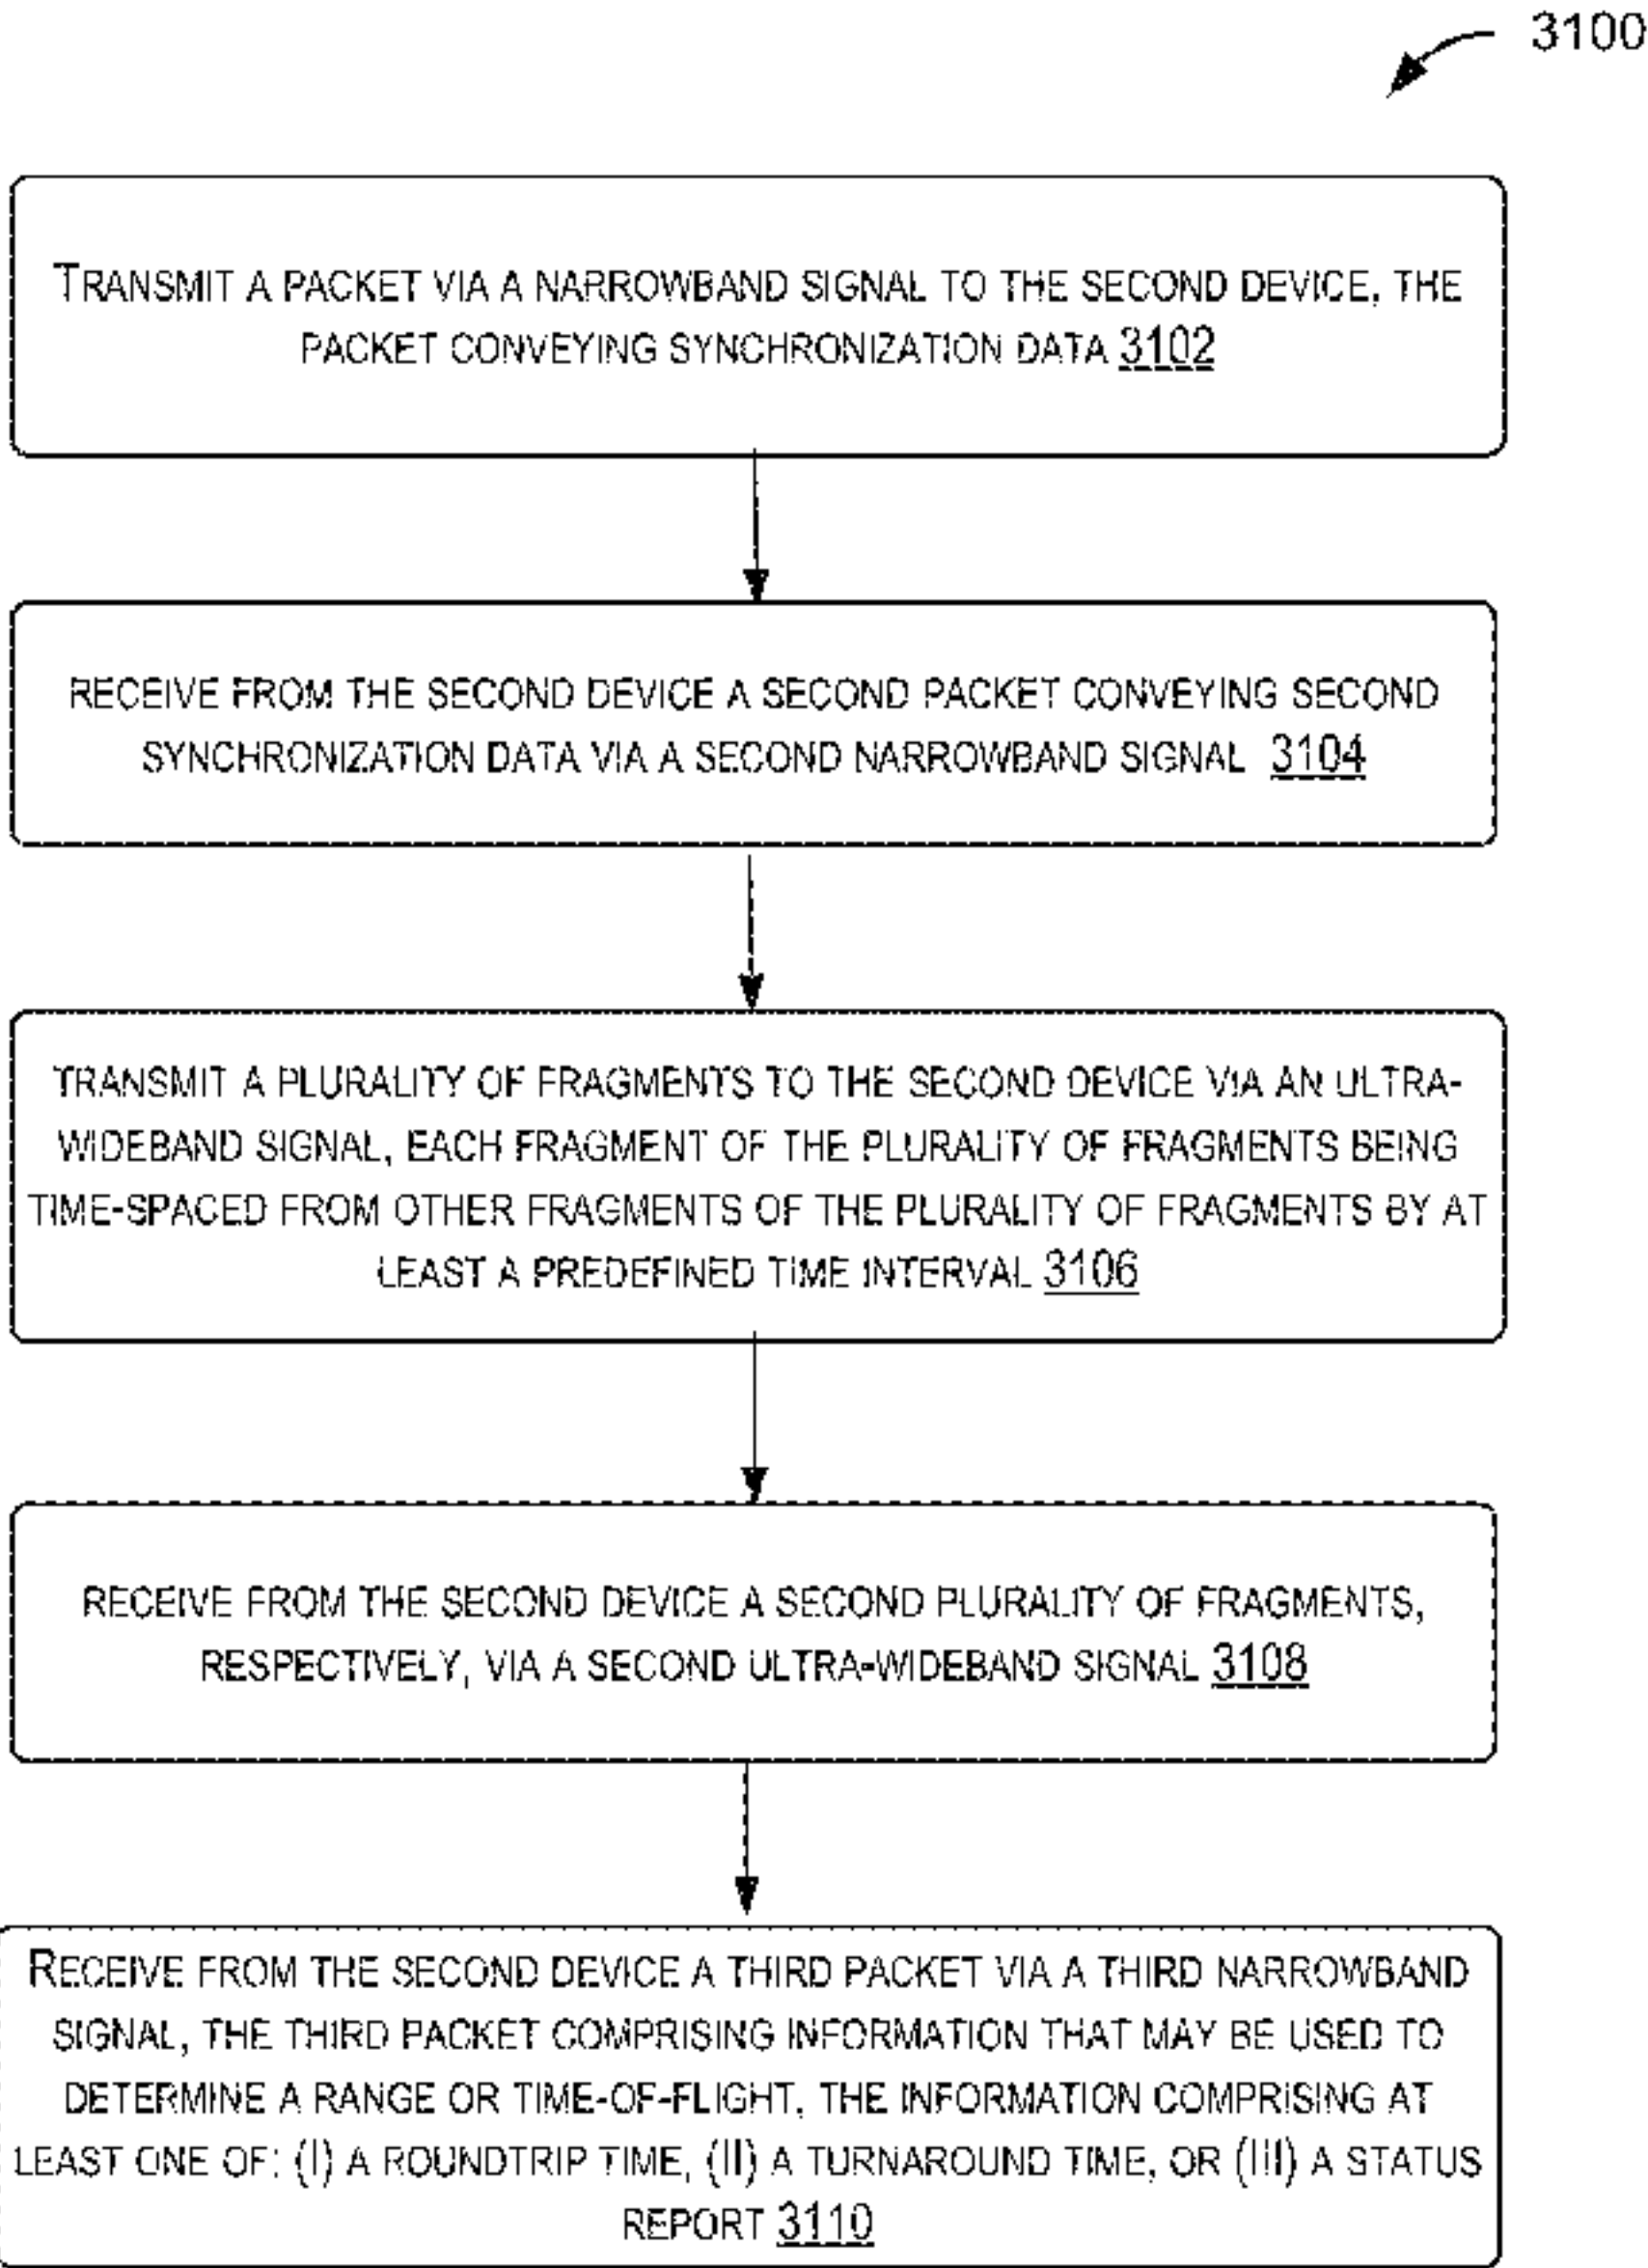 3100
TRANSMIT A PACKET VIA A NARROWBAND SIGNAL TO THE SECOND DEVICE, THE
PACKET CONVEYING SYNCHRONIZATION DATA 3102
RECEIVE FROM THE SECOND DEVICE A SECOND PACKET CONVEYING SECOND
SYNCHRONIZATION DATA VIA A SECOND NARROWBAND SIGNAL 3104
TRANSMIT A PLURALITY OF FRAGMENTS TO THE SECOND DEVICE VIA AN ULTRA-
WIDEBAND SIGNAL, EACH FRAGMENT OF THE PLURALITY OF FRAGMENTS BEING
TIME-SPACED FROM OTHER FRAGMENTS OF THE PLURALITY OF FRAGMENTS BY AT
LEAST A PREDEFINED TIME INTERVAL 3106
RECEIVE FROM THE SECOND DEVICE A SECOND PLURALITY OF FRAGMENTS,
RESPECTIVELY, VIA A SECOND ULTRA-WIDEBAND SIGNAL 3108
RECEIVE FROM THE SECOND DEVICE A THIRD PACKET VIA A THIRD NARROWBAND
SIGNAL, THE THIRD PACKET COMPRISING INFORMATION THAT MAY BE USED TO
DETERMINE A RANGE OR TIME-OF-FLIGHT, THE INFORMATION COMPRISING AT
LEAST ONE OF: (I) A ROUNDTRIP TIME, (II) A TURNAROUND TIME, OR (III) A STATUS
REPORT 3110